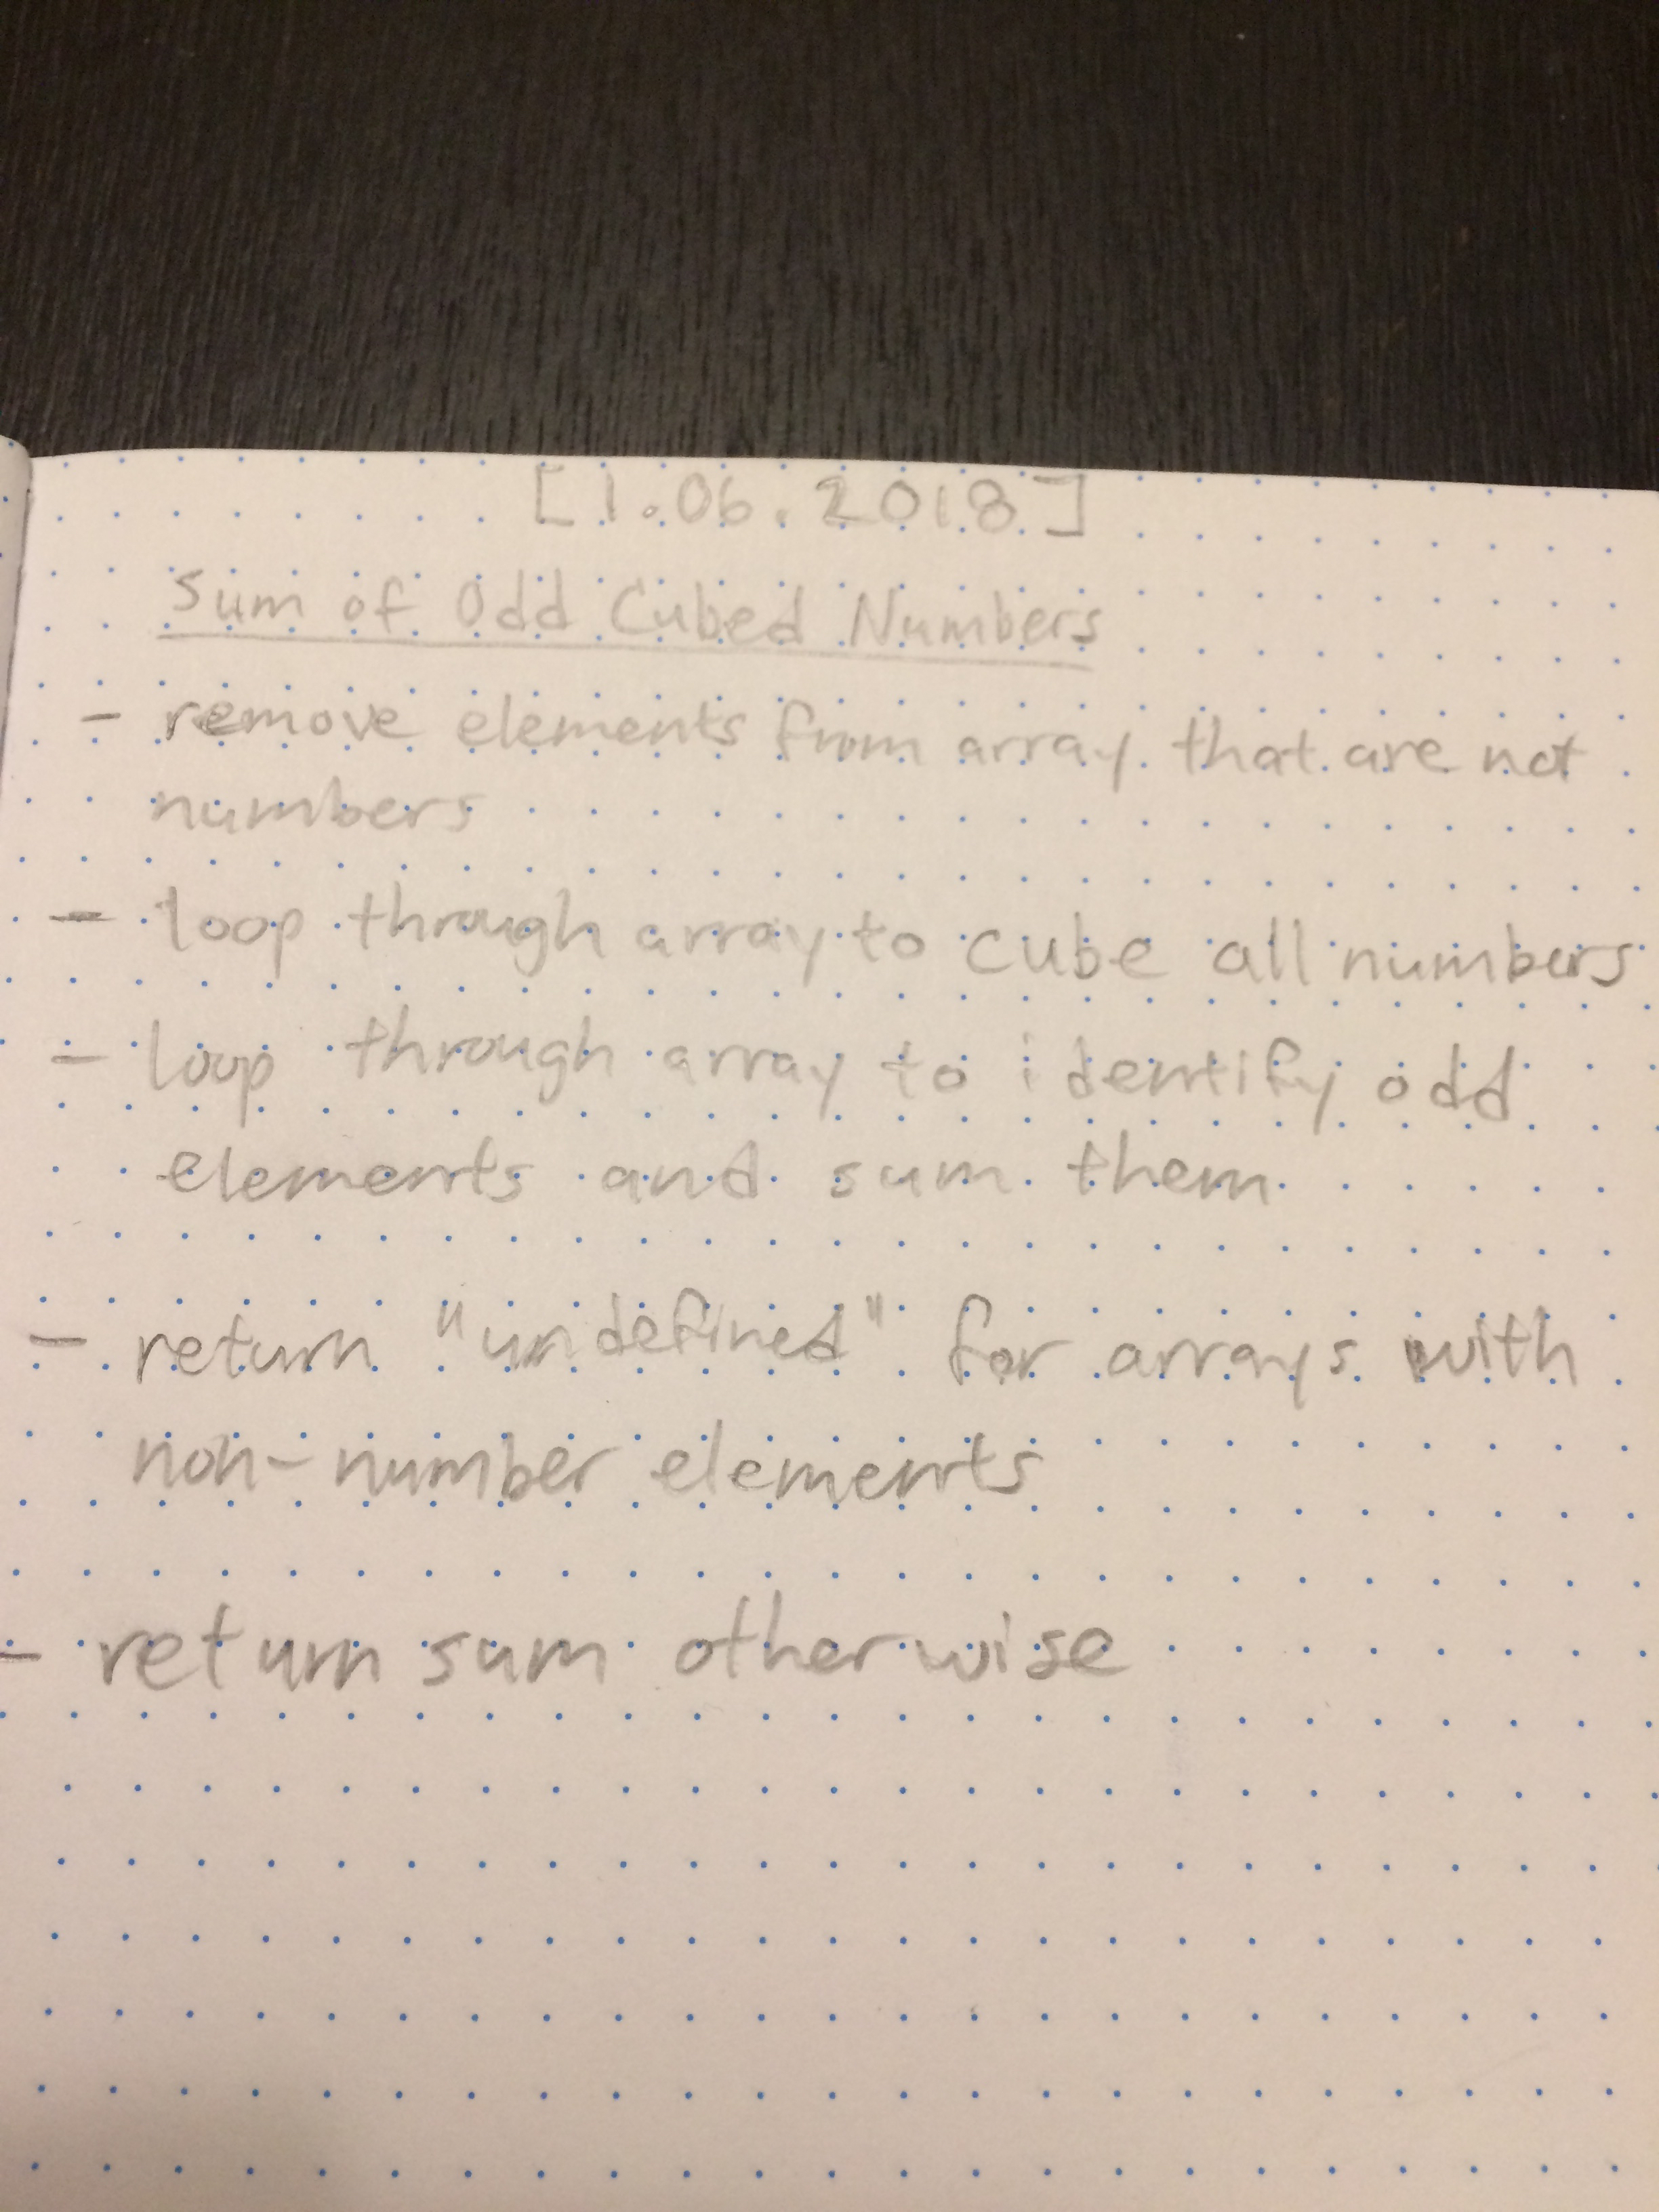 [1.06.2018]
Sum of Odd Cubed Numbers
- remove elements from array that are not
numbers
- loop through array to cube all numbers
- loop through array to identify odd
elements and sum them
- return "undefined" for arrays with
non-number elements
- return sum otherwise